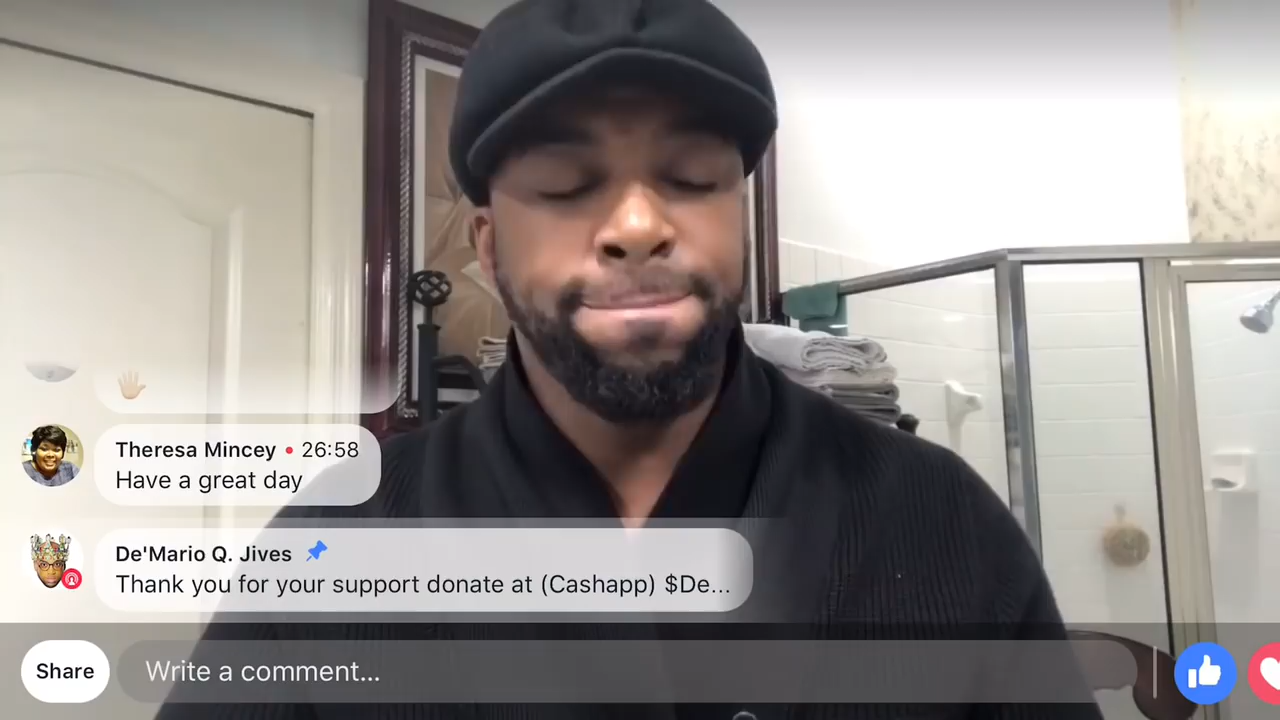 Theresa Mincey • 26:58
Have a great day
De'Mario Q. Jives
Thank you for your support donate at (Cashapp) $De...
Share
Write a comment...